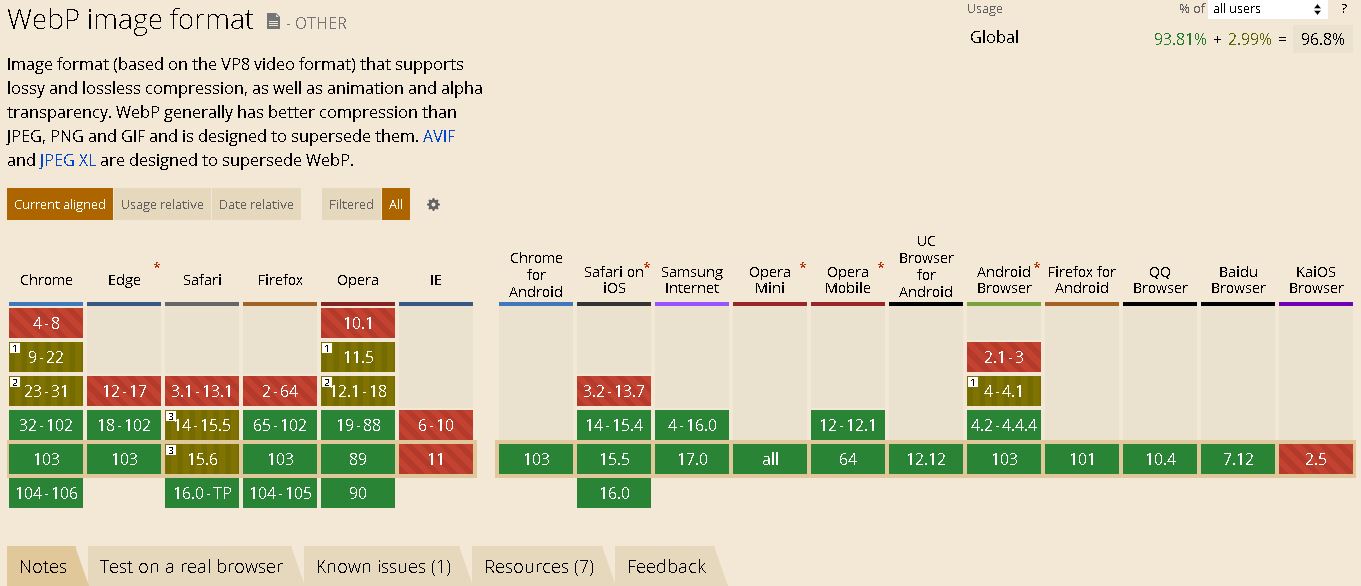 WebP image format - OTHER
Usage % of all users ?
Global 93.81% + 2.99% = 96.8%
Image format (based on the VP8 video format) that supports
lossy and lossless compression, as well as animation and alpha
transparency. WebP generally has better compression than
JPEG, PNG and GIF and is designed to supersede them. AVIF
and JPEG XL are designed to supersede WebP.
Current aligned Usage relative Date relative Filtered All
Chrome Edge * Safari Firefox Opera IE Chrome for Android Safari on iOS * Samsung Internet Opera Mini * Opera Mobile * UC Browser for Android Android Browser * Firefox for Android QQ Browser Baidu Browser KaiOS Browser
4-8 10.1
1 9-22 1 11.5 2.1-3
2 23-31 12-17 3.1-13.1 2-64 2 12.1-18 3.2-13.7 1 4-4.1
32-102 18-102 3 14-15.5 65-102 19-88 6-10 14-15.4 4-16.0 12-12.1 4.2-4.4.4
103 103 3 15.6 103 89 11 103 15.5 17.0 all 64 12.12 103 101 10.4 7.12 2.5
104-106 16.0-TP 104-105 90 16.0
Notes Test on a real browser Known issues (1) Resources (7) Feedback